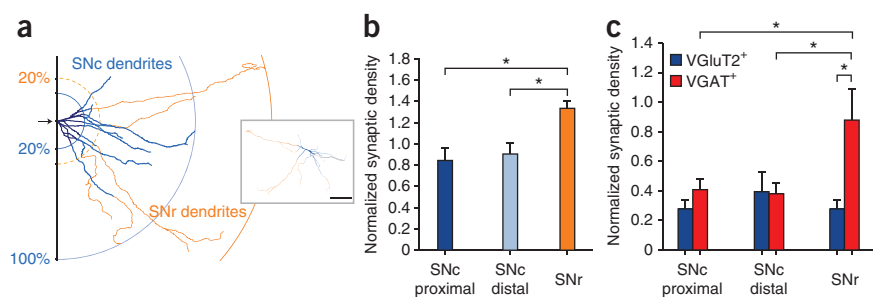 a
SNc dendrites
20%
20%
SNr dendrites
100%
b
Normalized synaptic density
1.8
1.6
1.4
1.2
1.0
0.8
0.6
0.4
0.2
0
*
*
SNc proximal
SNc distal
SNr
c
Normalized synaptic density
1.4
1.2
1.0
0.8
0.6
0.4
0.2
0
VGluT2+
VGAT+
*
*
*
SNc proximal
SNc distal
SNr